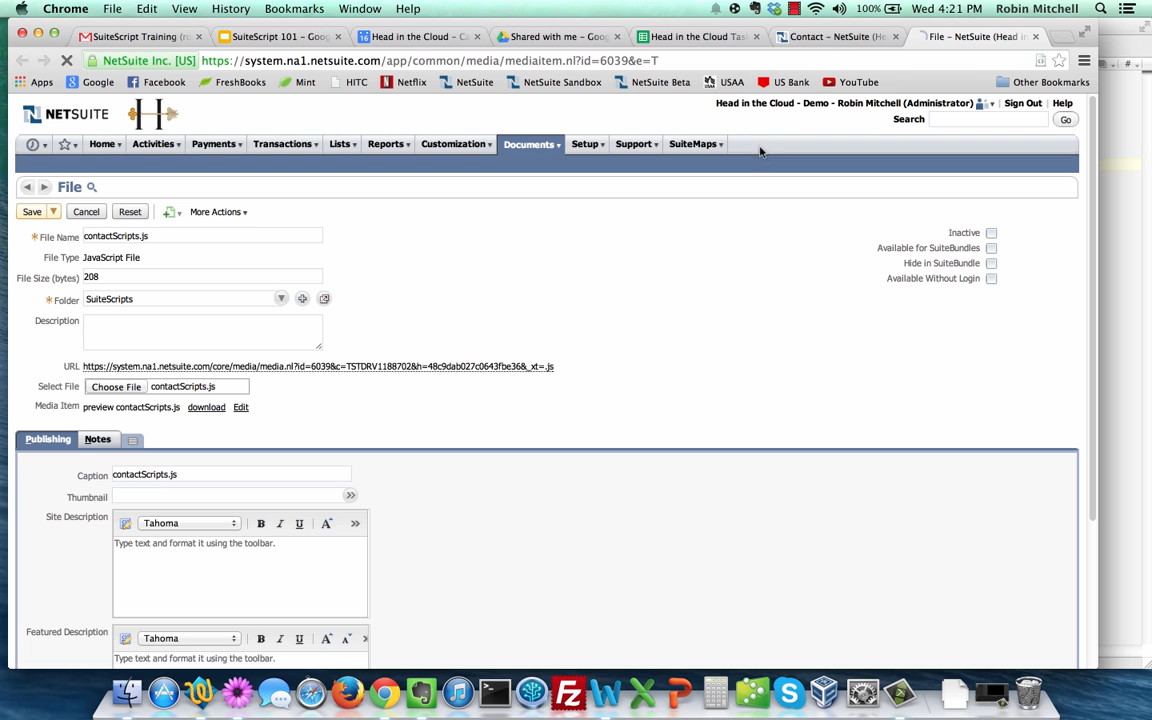 Chrome File Edit View History Bookmarks Window Help 100% Wed 4:21 PM Robin Mitchell
SuiteScript Training (ro
SuiteScript 101 - Goog
Head in the Cloud - Ca
Shared with me - Goog
Head in the Cloud Task
Contact - NetSuite (He
File - NetSuite (Head in
NetSuite Inc. [US] https://system.na1.netsuite.com/app/common/media/mediaitem.nl?id=6039&e=T
Apps Google Facebook FreshBooks Mint HITC Netflix NetSuite NetSuite Sandbox NetSuite Beta USAA US Bank YouTube Other Bookmarks
NETSUITE H
Head in the Cloud - Demo - Robin Mitchell (Administrator) Sign Out Help
Search Go
Home Activities Payments Transactions Lists Reports Customization Documents Setup Support SuiteMaps
File
Save Cancel Reset More Actions
File Name contactScripts.js
File Type JavaScript File
File Size (bytes) 208
Folder SuiteScripts
Description
URL https://system.na1.netsuite.com/core/media/media.nl?id=6039&c=TSTDRV1188702&h=48c9dab027c0643fbe36&_xt=.js
Select File Choose File contactScripts.js
Media Item preview contactScripts.js download Edit
Inactive
Available for SuiteBundles
Hide in SuiteBundle
Available Without Login
Publishing Notes
Caption contactScripts.js
Thumbnail
Site Description Tahoma B I U A
Type text and format it using the toolbar.
Featured Description Tahoma B I U A A
Type text and format it using the toolbar.